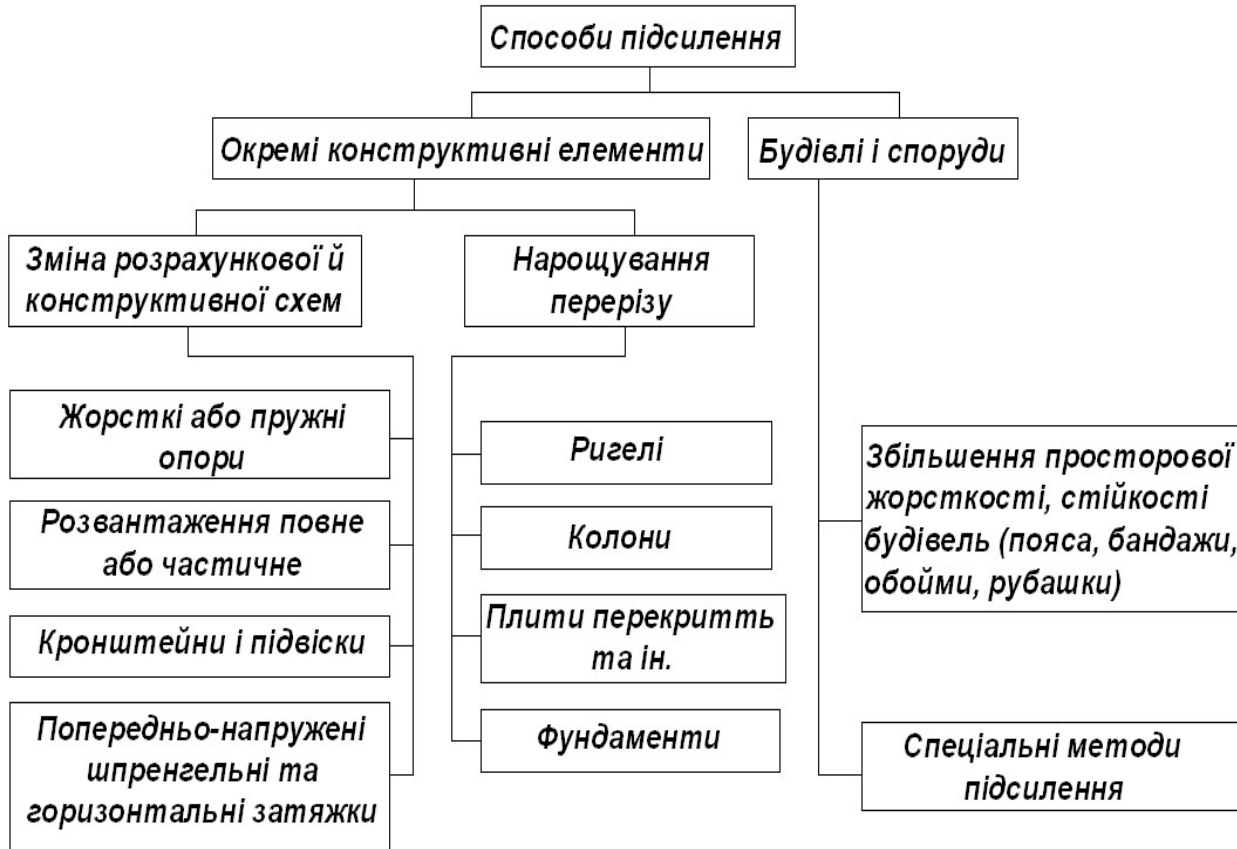 Способи підсилення
Окремі конструктивні елементи
Будівлі і споруди
Зміна розрахункової й
конструктивної схем
Нарощування
перерізу
Жорсткі або пружні
опори
Розвантаження повне
або частичне
Кронштейни і підвіски
Попередньо-напружені
шпренгельні та
горизонтальні затяжки
Ригелі
Колони
Плити перекритть
та ін.
Фундаменти
Збільшення просторової
жорсткості, стійкості
будівель (пояса, бандажи,
обойми, рубашки)
Спеціальні методи
підсилення